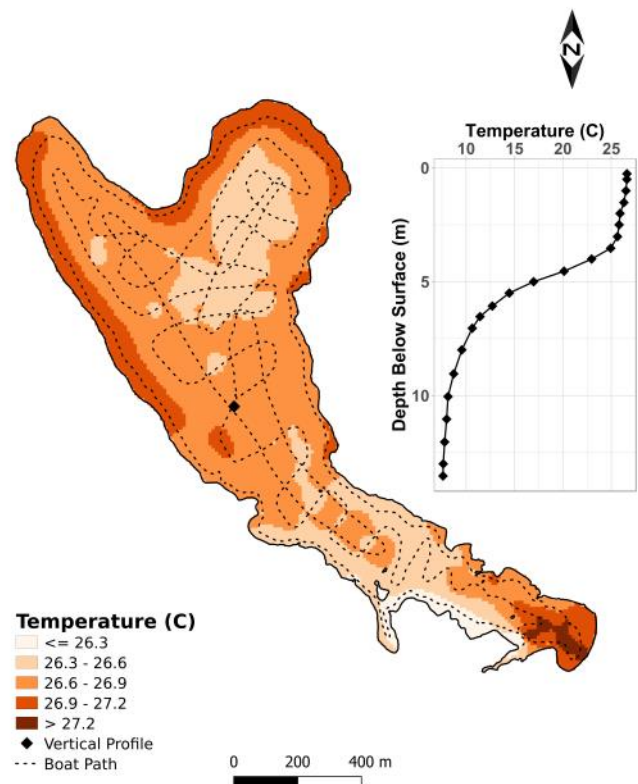 N
Temperature (C)
10 15 20 25
0
5
10
Depth Below Surface (m)
Temperature (C)
<= 26.3
26.3 - 26.6
26.6 - 26.9
26.9 - 27.2
> 27.2
Vertical Profile
Boat Path
0 200 400 m